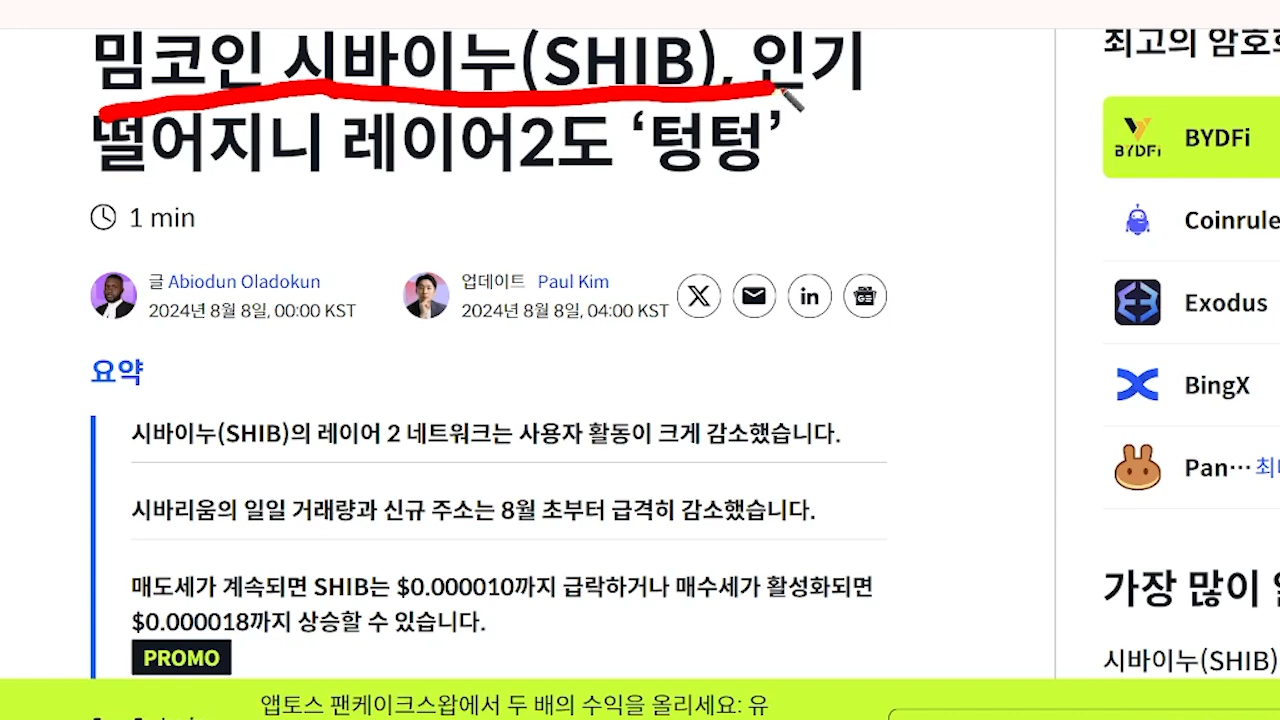 밈코인 시바이누(SHIB), 인기
떨어지니 레이어2도 ‘텅텅’
1 min
글 Abiodun Oladokun
2024년 8월 8일, 00:00 KST
업데이트 Paul Kim
2024년 8월 8일, 04:00 KST
요약
시바이누(SHIB)의 레이어 2 네트워크는 사용자 활동이 크게 감소했습니다.
시바리움의 일일 거래량과 신규 주소는 8월 초부터 급격히 감소했습니다.
매도세가 계속되면 SHIB는 $0.000010까지 급락하거나 매수세가 활성화되면
$0.000018까지 상승할 수 있습니다.
PROMO
앱토스 팬케이크스왑에서 두 배의 수익을 올리세요: 유
최고의 암호
BYDFi
BYDFi
Coinrule
Exodus
BingX
Pan…
가장 많이
시바이누(SHIB)